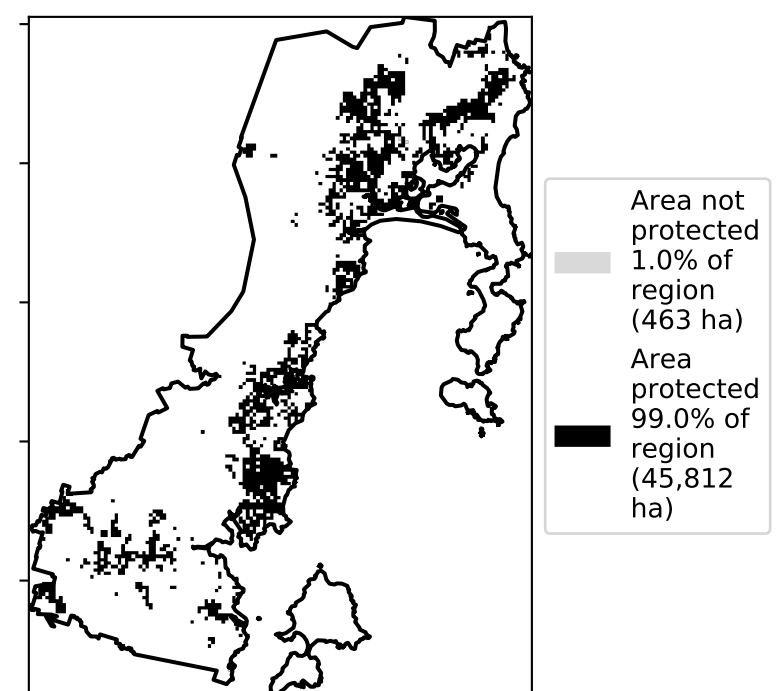 Area not
protected
1.0% of
region
(463 ha)
Area
protected
99.0% of
region
(45,812
ha)